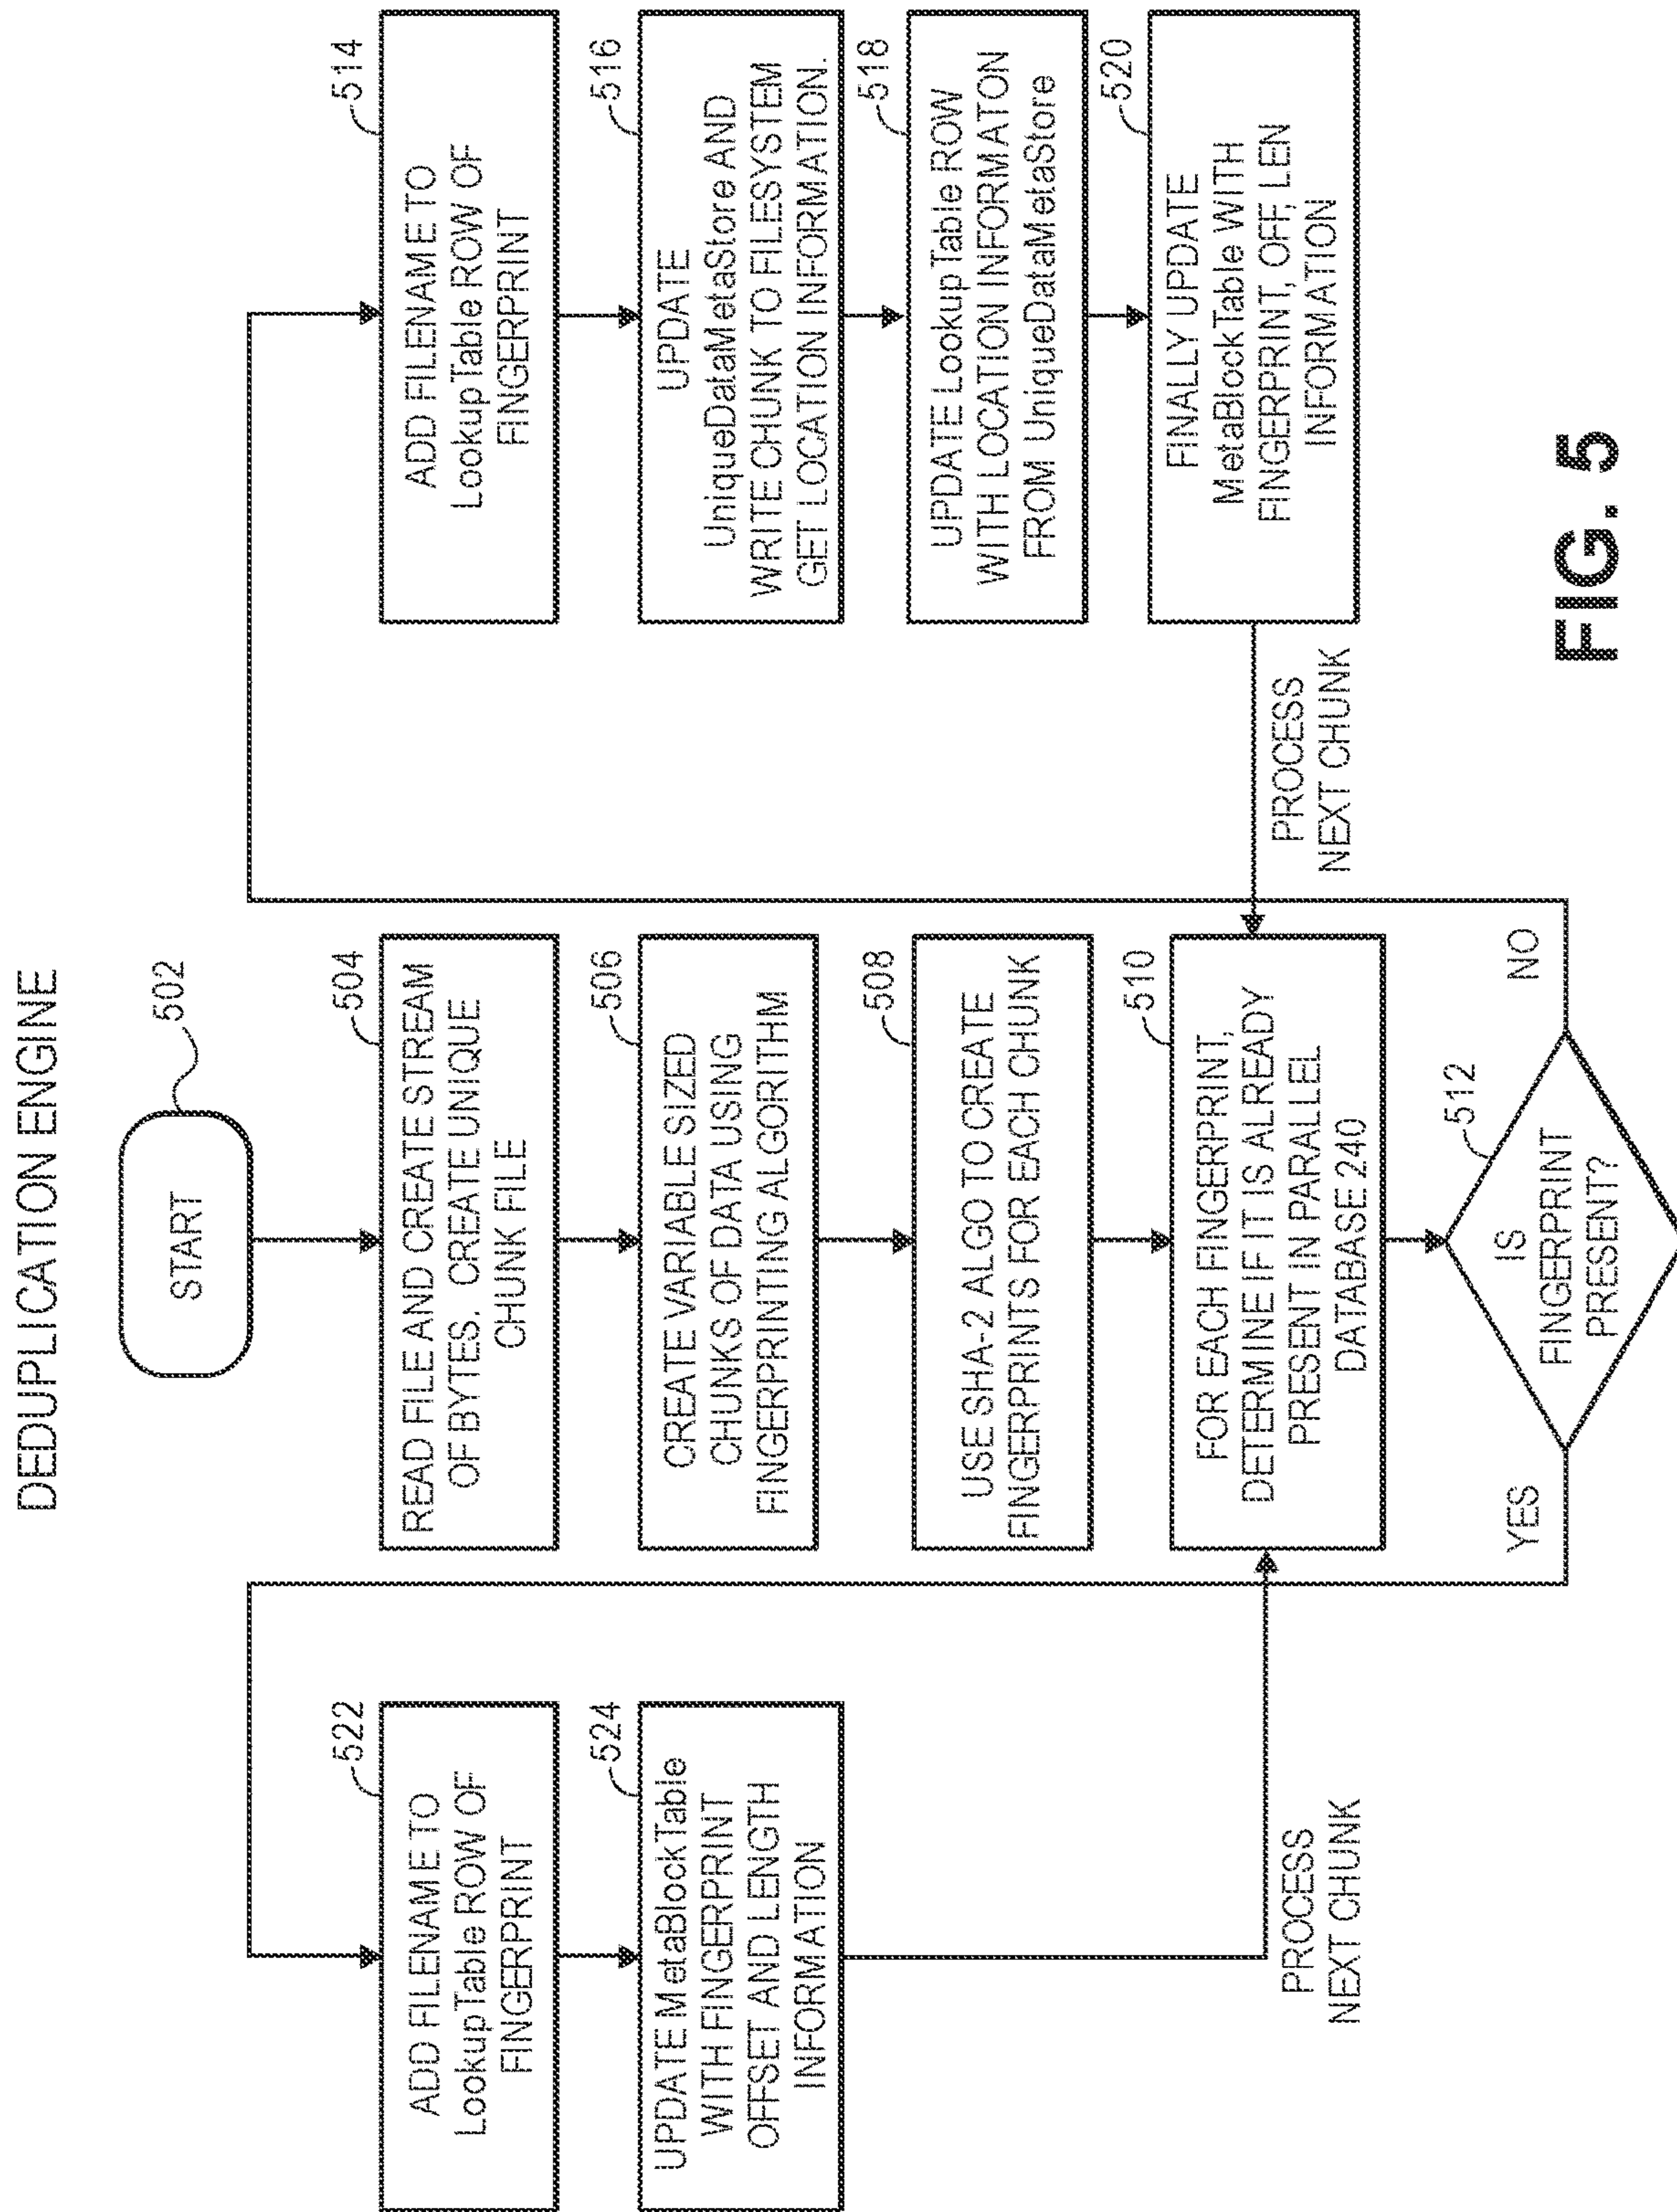 DEDUPLICATION ENGINE
START
502
READ FILE AND CREATE STREAM
OF BYTES. CREATE UNIQUE
CHUNK FILE
504
CREATE VARIABLE SIZED
CHUNKS OF DATA USING
FINGERPRINTING ALGORITHM
506
USE SHA-2 ALGO TO CREATE
FINGERPRINTS FOR EACH CHUNK
508
FOR EACH FINGERPRINT,
DETERMINE IF IT IS ALREADY
PRESENT IN PARALLEL
DATABASE 240
510
IS
FINGERPRINT
PRESENT?
512
YES
NO
ADD FILENAME TO
LookupTable ROW OF
FINGERPRINT
522
UPDATE MetaBlockTable
WITH FINGERPRINT
OFFSET AND LENGTH
INFORMATION
524
PROCESS
NEXT CHUNK
ADD FILENAME TO
LookupTable ROW OF
FINGERPRINT
514
UPDATE
UniqueDataMetaStore AND
WRITE CHUNK TO FILESYSTEM
GET LOCATION INFORMATION.
516
UPDATE LookupTable ROW
WITH LOCATION INFORMATON
FROM UniqueDataMetaStore
518
FINALLY UPDATE
MetaBlockTable WITH
FINGERPRINT, OFF, LEN
INFORMATION
520
PROCESS
NEXT CHUNK
FIG. 5